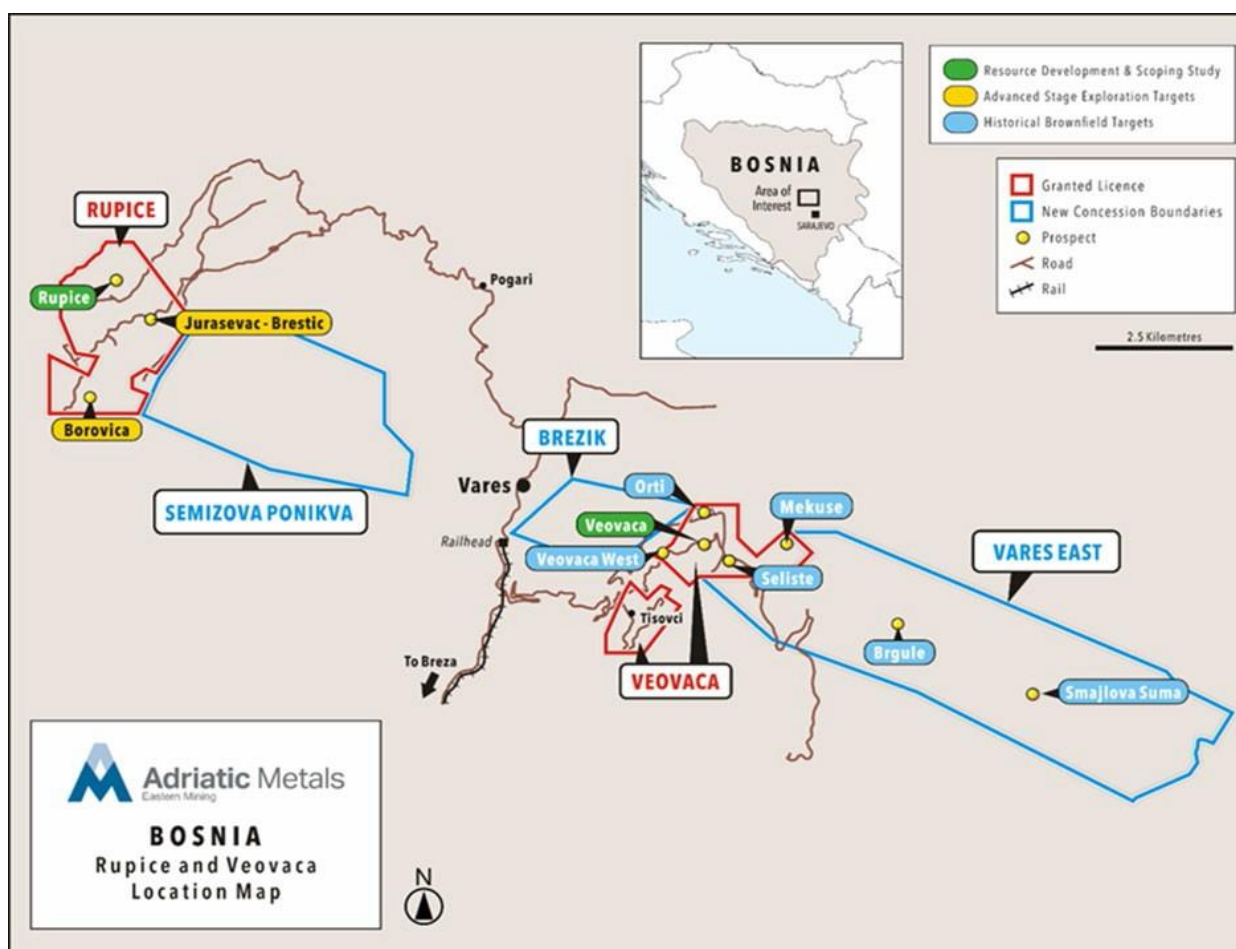 Resource Development & Scoping Study
Advanced Stage Exploration Targets
Historical Brownfield Targets
BOSNIA
Area of
Interest
SARAJEVO
Granted Licence
New Concession Boundaries
Prospect
Road
Rail
2.5 Kilometres
RUPICE
Rupice
Pogari
Jurasevac - Brestic
Borovica
SEMIZOVA PONIKVA
BREZIK
Vares
Orti
Mekuse
Veovaca
Railhead
Veovaca West
Seliste
VARES EAST
Tisovci
Brgule
To Breza
VEOVACA
Smajlova Suma
Adriatic Metals
Eastern Mining
BOSNIA
Rupice and Veovaca
Location Map
N